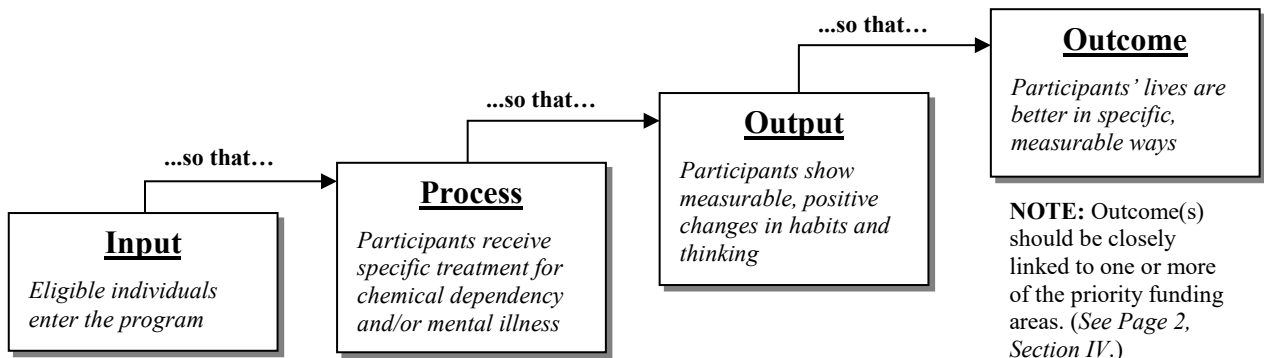 Input
Eligible individuals
enter the program
...so that…
Process
Participants receive
specific treatment for
chemical dependency
and/or mental illness
...so that…
Output
Participants show
measurable, positive
changes in habits and
thinking
...so that…
Outcome
Participants’ lives are
better in specific,
measurable ways
NOTE: Outcome(s)
should be closely
linked to one or more
of the priority funding
areas. (See Page 2,
Section IV.)